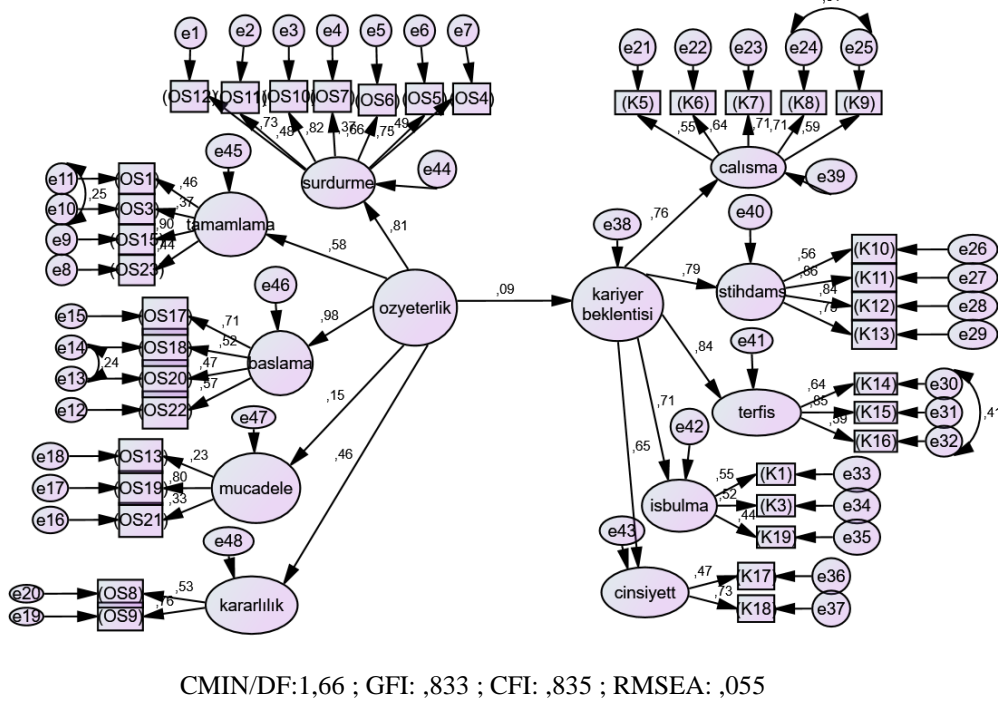 e1 e2 e3 e4 e5 e6 e7
(OS12) (OS11) (OS10) (OS7) (OS6) (OS5) (OS4)
,73 ,48 ,82 ,37 ,66 ,75 ,49
surdurme
e44
e45
e11 (OS1) ,46
,25
e10 (OS3) ,37
e9 (OS15) ,90
e8 (OS23) ,44
tamamlama
,58
,81
e46
e15 (OS17) ,71
e14 (OS18) ,52
,24
e13 (OS20) ,47
e12 (OS22) ,57
baslama
,98
ozyeterlik
,09
e47
e18 (OS13) ,23
e17 (OS19) ,80
e16 (OS21) ,33
mucadele
,15
,46
e48
e20 (OS8) ,53
e19 (OS9) ,76
kararlılık
e21 e22 e23 e24 e25
(K5) (K6) (K7) (K8) (K9)
,55 ,64 ,71 ,71 ,59
calısma
e39
e38
,76
kariyer
beklentisi
e40
,79
stihdams
,56 (K10) e26
,86 (K11) e27
,84 (K12) e28
(K13) e29
,84
e41
terfis
,64 (K14) e30
,85 (K15) e31
,59 (K16) e32
,71
e42
isbulma
,55 (K1) e33
,52 (K3) e34
,44 (K19) e35
,65
e43
cinsiyett
,47 (K17) e36
,73 (K18) e37
CMIN/DF:1,66 ; GFI: ,833 ; CFI: ,835 ; RMSEA: ,055